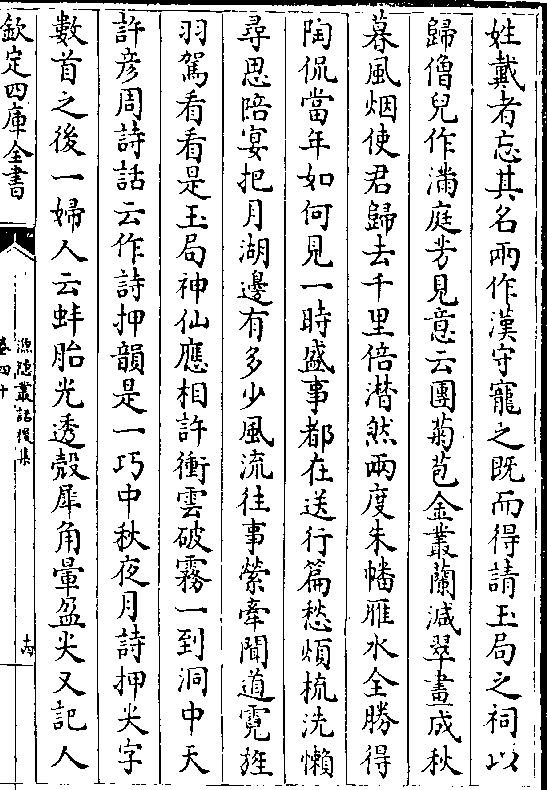 姓戴者忘其名兩作漢守寵之既而得請玉局之祠以
歸僧兒作滿庭芳見意云團菊苞金叢蘭減翠畫成秋
暮風烟使君歸去千里倍潸然兩度朱幡雁水全勝得
陶侃當年如何見一時盛事都在送行篇愁煩梳洗懶
尋思陪宴把月湖邊有多少風流往事縈牽聞道霓旌
羽駕看看是玉局神仙應相許衝雲破霧一到洞中天
許彦周詩話云作詩押韻是一巧中秋夜月詩押尖字
數首之後一婦人云蚌胎光透殼犀角暈盈尖又記人
欽定四庫全書
漁隱叢話後集
卷四十
十六